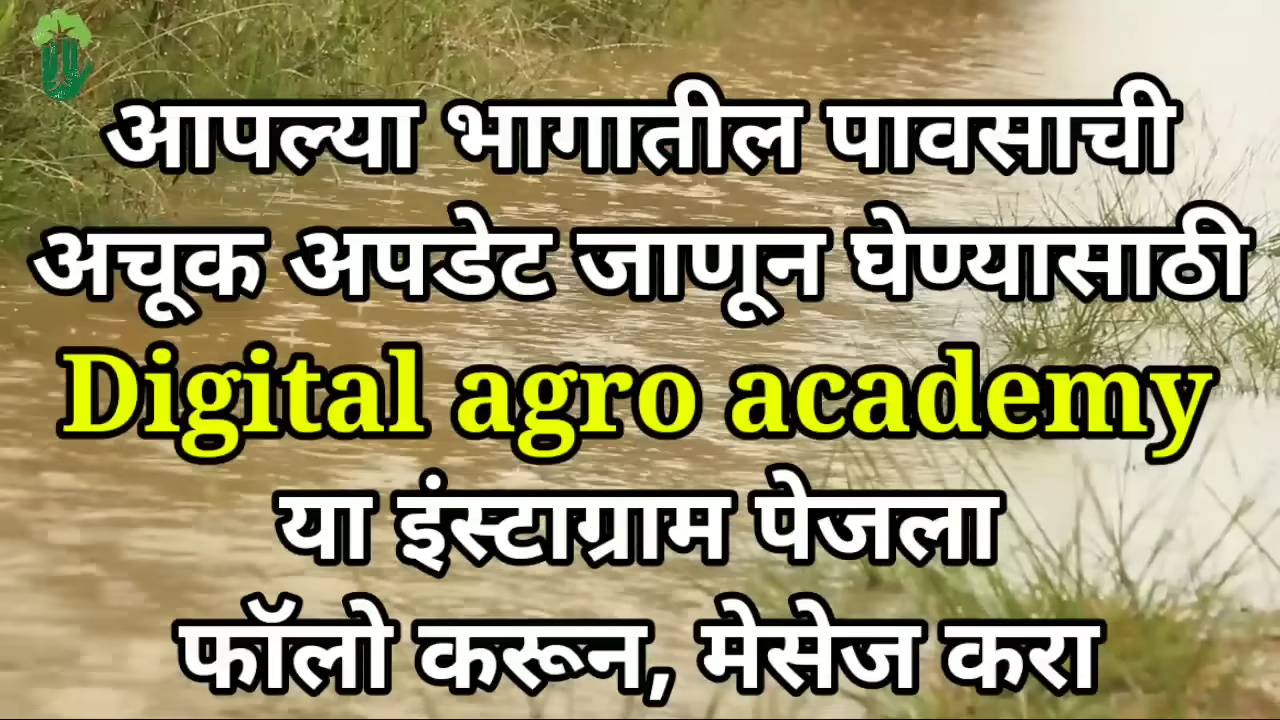 आपल्या भागातील पावसाची
अचूक अपडेट जाणून घेण्यासाठी
Digital agro academy
या इंस्टाग्राम पेजला
फॉलो करून, मेसेज करा